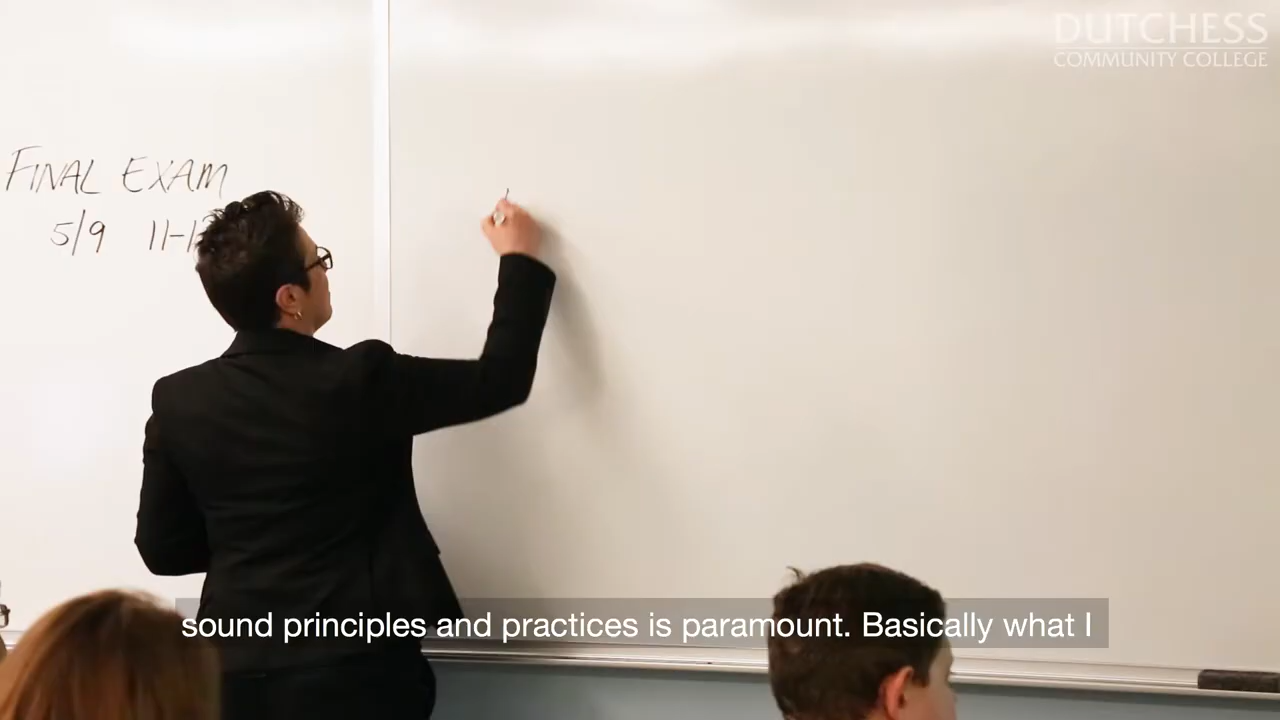 DUTCHESS
COMMUNITY COLLEGE
FINAL EXAM
5/9 11-1
sound principles and practices is paramount. Basically what I